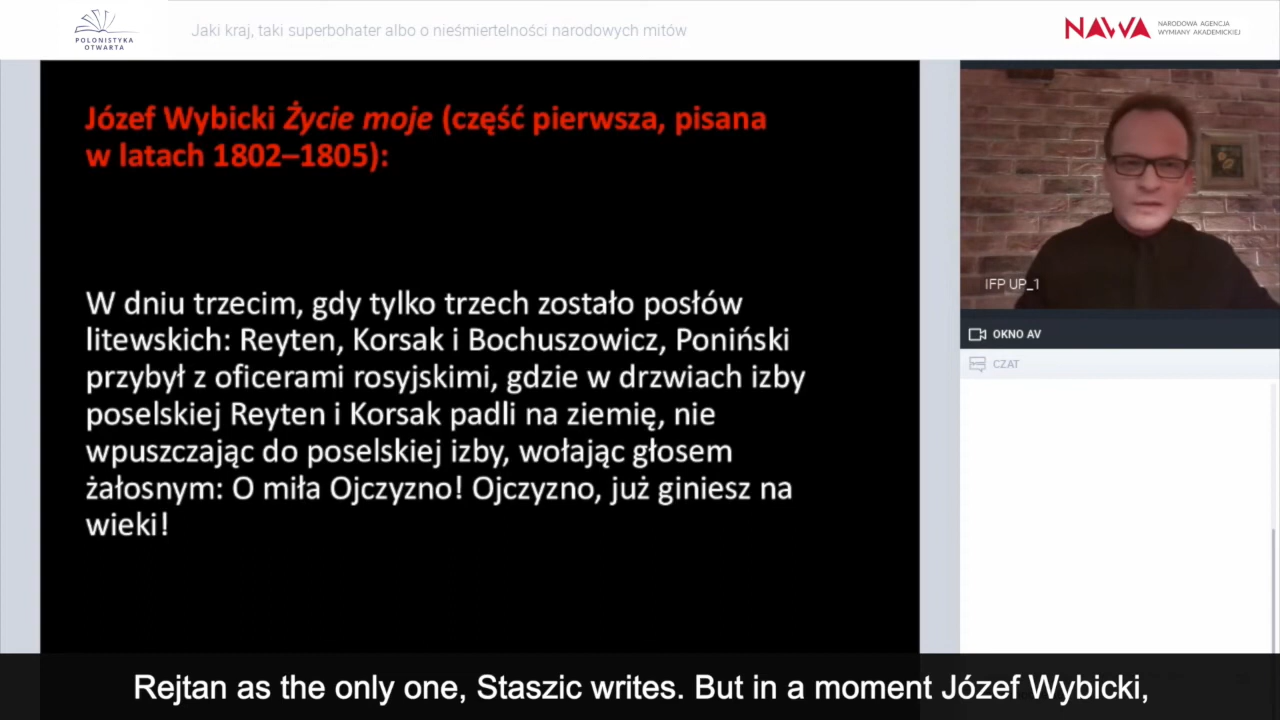 POLONISTYKA
OTWARTA
Jaki kraj, taki superbohater albo o nieśmiertelności narodowych mitów
NAWA
NARODOWA AGENCJA
WYMIANY AKADEMICKIEJ
Józef Wybicki Życie moje (część pierwsza, pisana
w latach 1802–1805):
W dniu trzecim, gdy tylko trzech zostało posłów
litewskich: Reyten, Korsak i Bochuszowicz, Poniński
przybył z oficerami rosyjskimi, gdzie w drzwiach izby
poselskiej Reyten i Korsak padli na ziemię, nie
wpuszczając do poselskiej izby, wołając głosem
żałosnym: O miła Ojczyzno! Ojczyzno, już giniesz na
wieki!
IFP UP_1
OKNO AV
CZAT
Rejtan as the only one, Staszic writes. But in a moment Józef Wybicki,